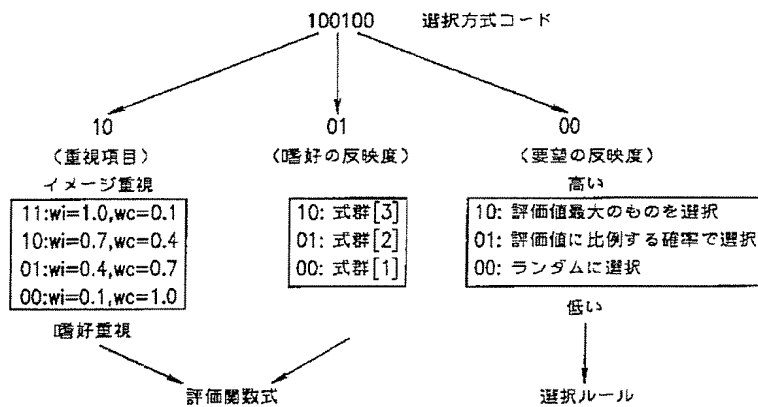 100100 選択方式コード
10 01 00
(重視項目) (嗜好の反映度) (要望の反映度)
イメージ重視
11:wi=1.0,wc=0.1
10:wi=0.7,wc=0.4
01:wi=0.4,wc=0.7
00:wi=0.1,wc=1.0
嗜好重視
10: 式群[3]
01: 式群[2]
00: 式群[1]
高い
10: 評価値最大のものを選択
01: 評価値に比例する確率で選択
00: ランダムに選択
低い
評価関数式 選択ルール